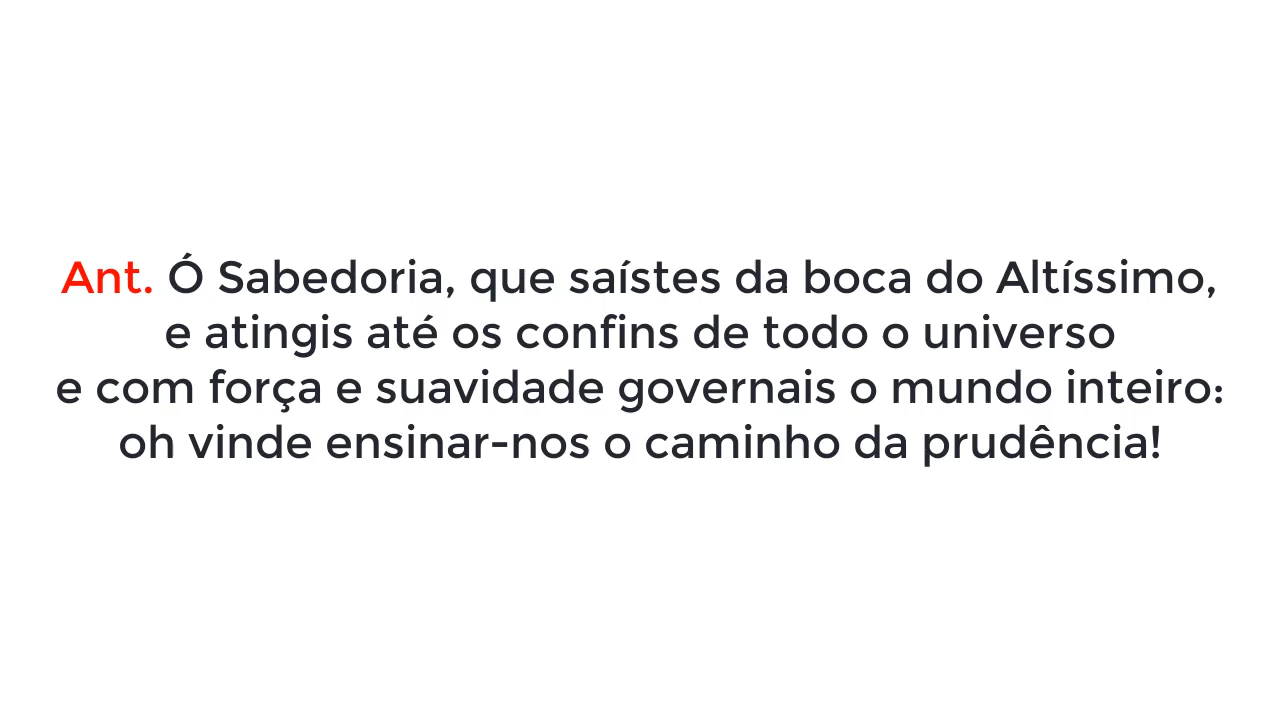 Ant. Ó Sabedoria, que saístes da boca do Altíssimo,
e atingis até os confins de todo o universo
e com força e suavidade governais o mundo inteiro:
oh vinde ensinar-nos o caminho da prudência!